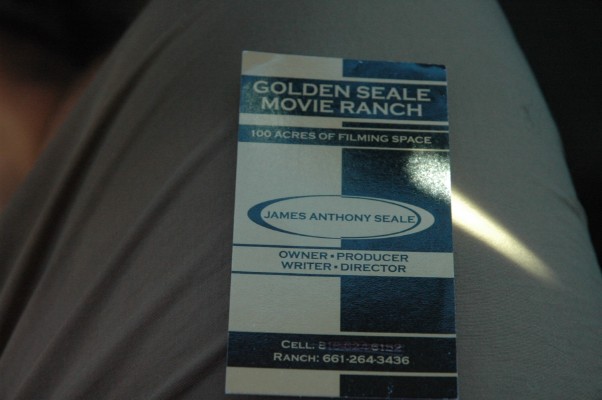 GOLDEN SEALE
MOVIE RANCH
100 ACRES OF FILMING SPACE
JAMES ANTHONY SEALE
OWNER • PRODUCER
WRITER • DIRECTOR
CELL:
RANCH: 661-264-3436